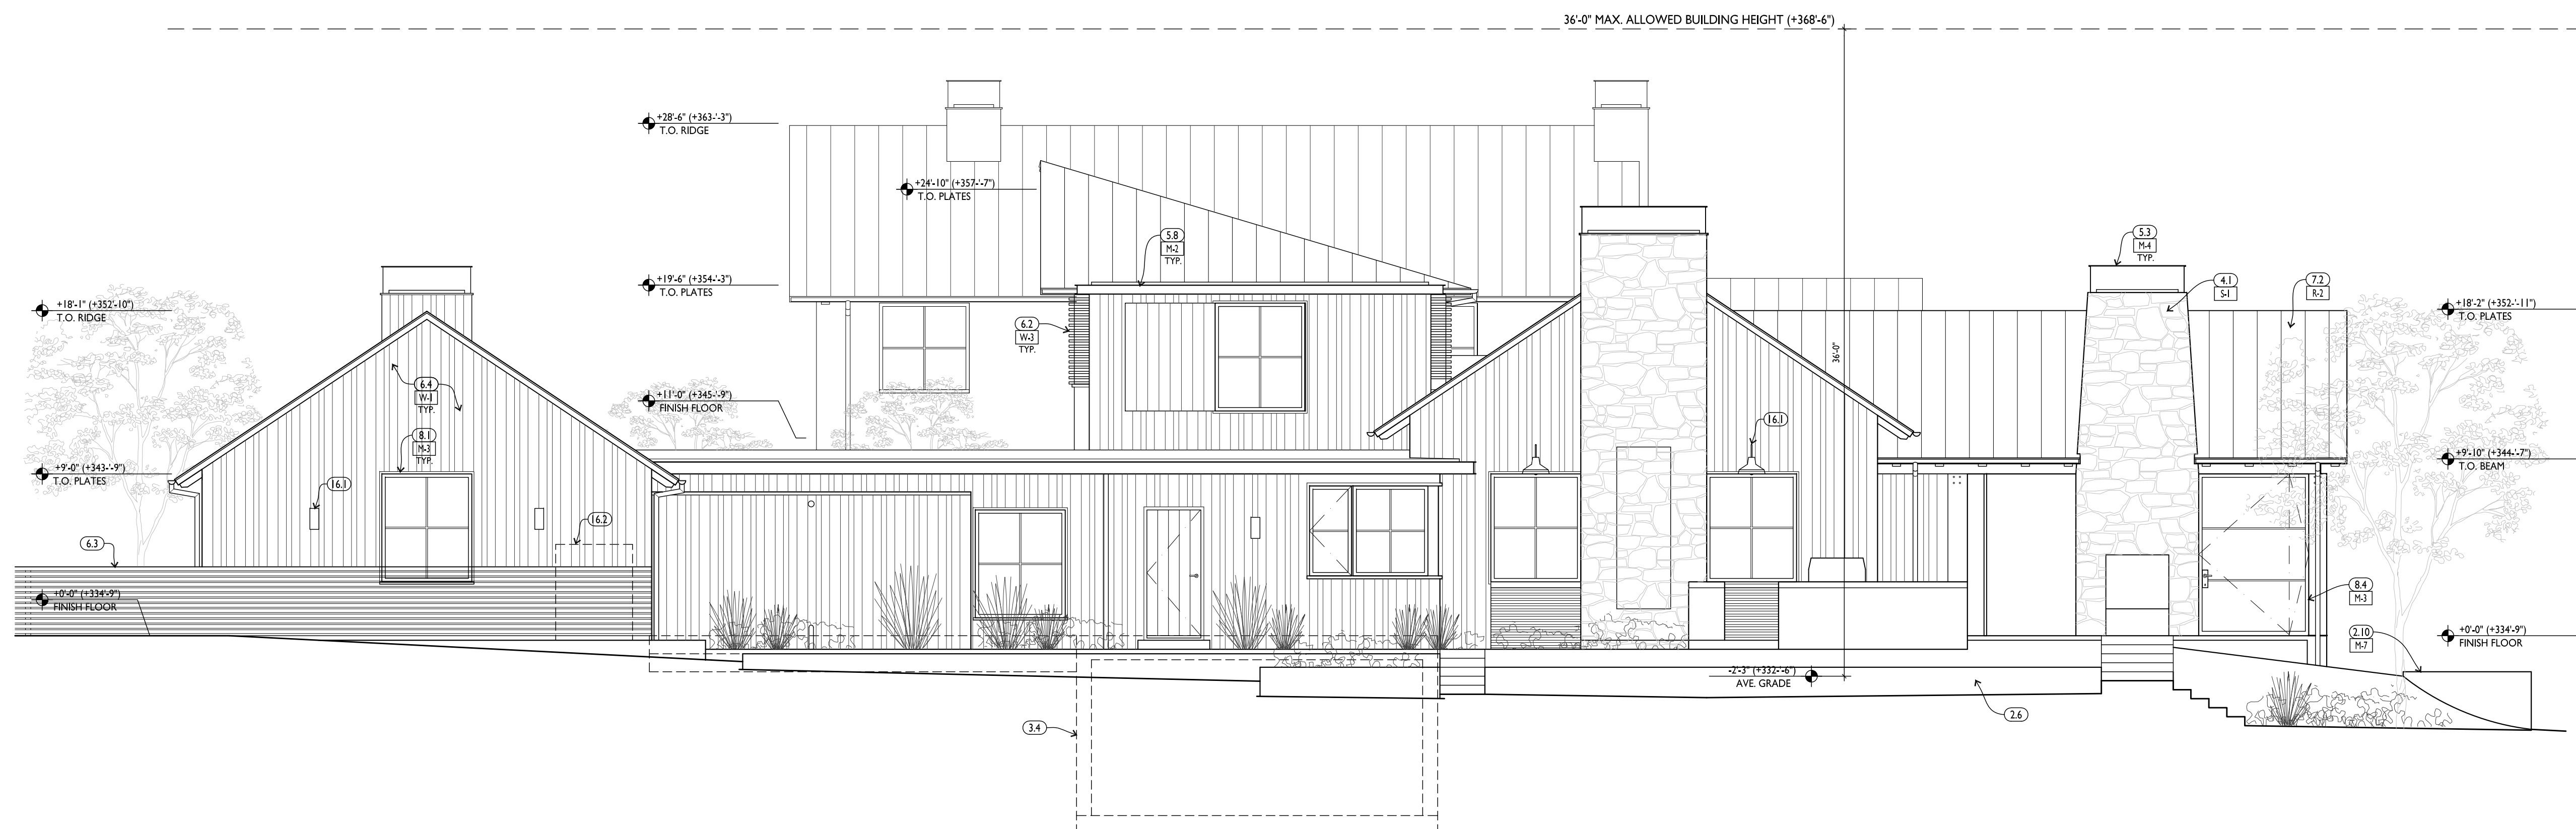 36'-0" MAX. ALLOWED BUILDING HEIGHT (+368'-6")
+28'-6" (+363-'-3")
T.O. RIDGE
+24'-10" (+357-'-7")
T.O. PLATES
5.8
M-2
TYP.
5.3
M-4
TYP.
+19'-6" (+354-'-3")
T.O. PLATES
4.1
S-1
7.2
R-2
+18'-1" (+352'-10")
T.O. RIDGE
+18'-2" (+352-'-11")
T.O. PLATES
6.2
W-3
TYP.
36'-0"
6.4
W-1
TYP.
+11'-0" (+345-'-9")
FINISH FLOOR
16.1
8.1
M-3
TYP.
+9'-0" (+343-'-9")
T.O. PLATES
+9'-10" (+344-'-7")
T.O. BEAM
16.1
16.2
6.3
+0'-0" (+334'-9")
FINISH FLOOR
8.4
M-3
2.10
M-7
+0'-0" (+334'-9")
FINISH FLOOR
-2'-3" (+332-'-6")
AVE. GRADE
2.6
3.4